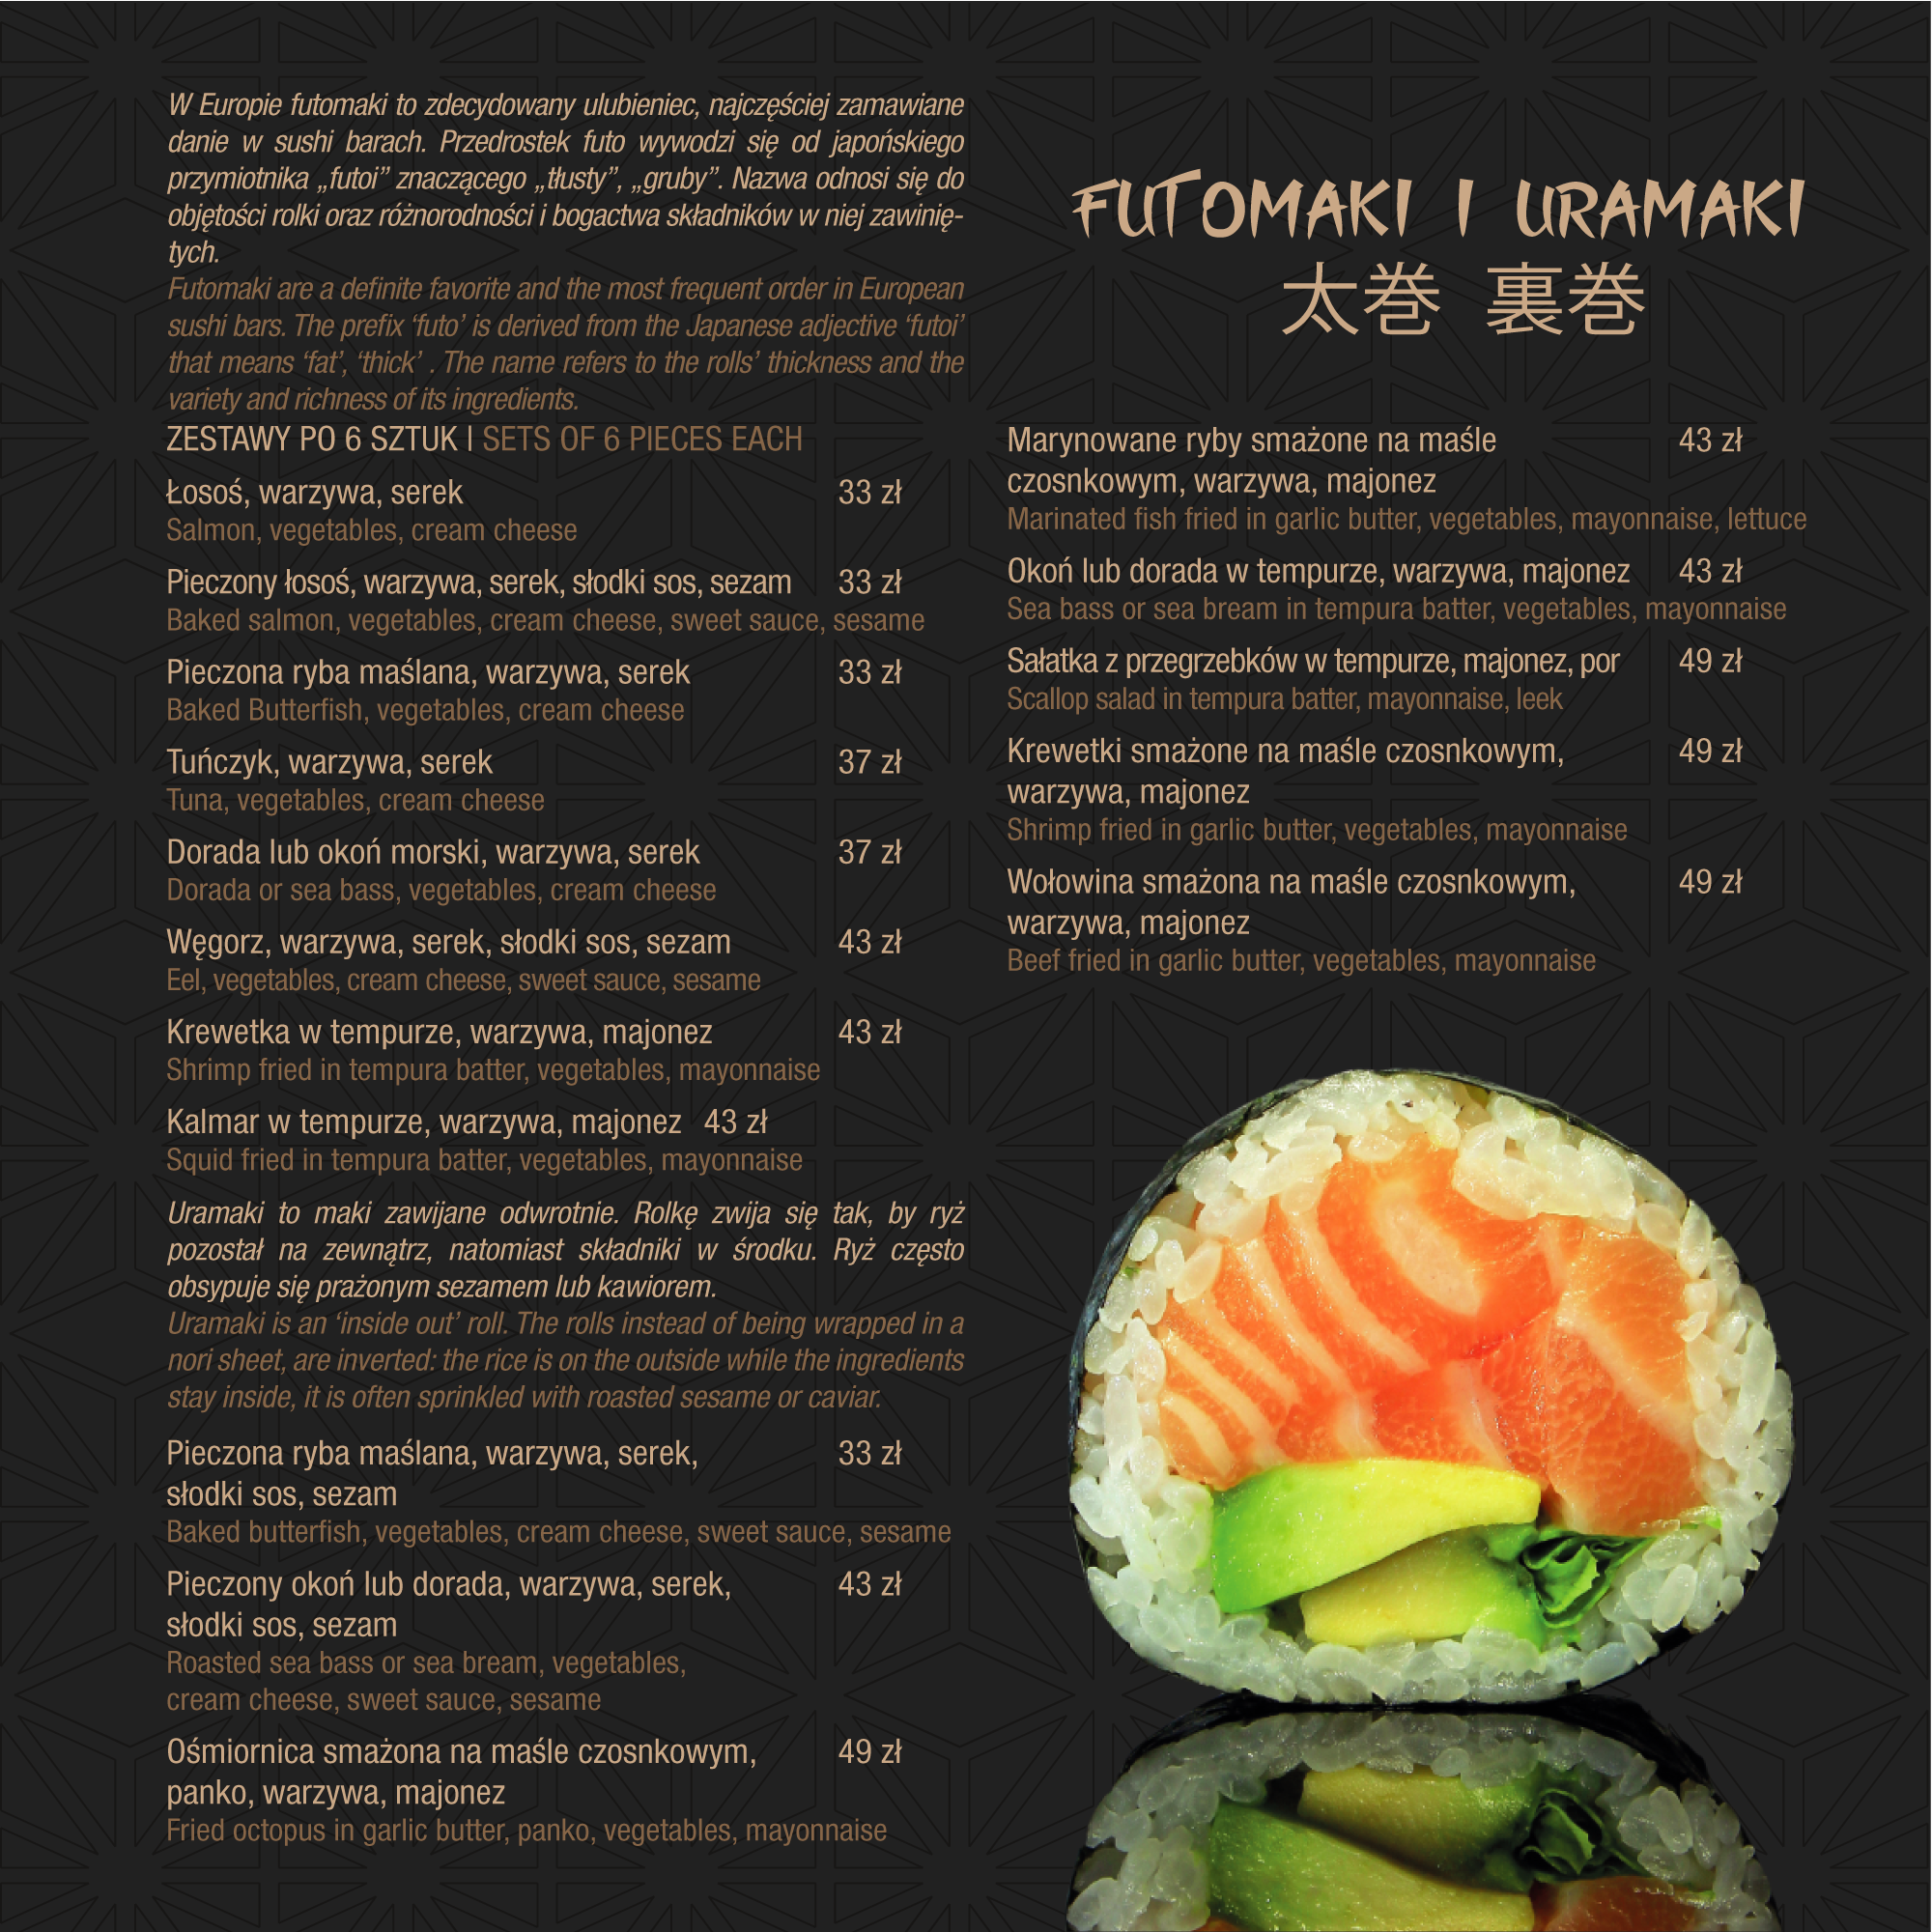 W Europie futomaki to zdecydowany ulubieniec, najczęściej zamawiane
danie w sushi barach. Przedrostek futo wywodzi się od japońskiego
przymiotnika „futoi” znaczącego „tłusty”, „gruby”. Nazwa odnosi się do
objętości rolki oraz różnorodności i bogactwa składników w niej zawinię-
tych.
Futomaki are a definite favorite and the most frequent order in European
sushi bars. The prefix ‘futo’ is derived from the Japanese adjective ‘futoi’
that means ‘fat’, ‘thick’ . The name refers to the rolls’ thickness and the
variety and richness of its ingredients.
ZESTAWY PO 6 SZTUK | SETS OF 6 PIECES EACH
Łosoś, warzywa, serek 33 zł
Salmon, vegetables, cream cheese
Pieczony łosoś, warzywa, serek, słodki sos, sezam 33 zł
Baked salmon, vegetables, cream cheese, sweet sauce, sesame
Pieczona ryba maślana, warzywa, serek 33 zł
Baked Butterfish, vegetables, cream cheese
Tuńczyk, warzywa, serek 37 zł
Tuna, vegetables, cream cheese
Dorada lub okoń morski, warzywa, serek 37 zł
Dorada or sea bass, vegetables, cream cheese
Węgorz, warzywa, serek, słodki sos, sezam 43 zł
Eel, vegetables, cream cheese, sweet sauce, sesame
Krewetka w tempurze, warzywa, majonez 43 zł
Shrimp fried in tempura batter, vegetables, mayonnaise
Kalmar w tempurze, warzywa, majonez 43 zł
Squid fried in tempura batter, vegetables, mayonnaise
Uramaki to maki zawijane odwrotnie. Rolkę zwija się tak, by ryż
pozostał na zewnątrz, natomiast składniki w środku. Ryż często
obsypuje się prażonym sezamem lub kawiorem.
Uramaki is an ‘inside out’ roll. The rolls instead of being wrapped in a
nori sheet, are inverted: the rice is on the outside while the ingredients
stay inside, it is often sprinkled with roasted sesame or caviar.
Pieczona ryba maślana, warzywa, serek, 33 zł
słodki sos, sezam
Baked butterfish, vegetables, cream cheese, sweet sauce, sesame
Pieczony okoń lub dorada, warzywa, serek, 43 zł
słodki sos, sezam
Roasted sea bass or sea bream, vegetables,
cream cheese, sweet sauce, sesame
Ośmiornica smażona na maśle czosnkowym, 49 zł
panko, warzywa, majonez
Fried octopus in garlic butter, panko, vegetables, mayonnaise
FUTOMAKI I URAMAKI
太巻 裏巻
Marynowane ryby smażone na maśle 43 zł
czosnkowym, warzywa, majonez
Marinated fish fried in garlic butter, vegetables, mayonnaise, lettuce
Okoń lub dorada w tempurze, warzywa, majonez 43 zł
Sea bass or sea bream in tempura batter, vegetables, mayonnaise
Sałatka z przegrzebków w tempurze, majonez, por 49 zł
Scallop salad in tempura batter, mayonnaise, leek
Krewetki smażone na maśle czosnkowym, 49 zł
warzywa, majonez
Shrimp fried in garlic butter, vegetables, mayonnaise
Wołowina smażona na maśle czosnkowym, 49 zł
warzywa, majonez
Beef fried in garlic butter, vegetables, mayonnaise